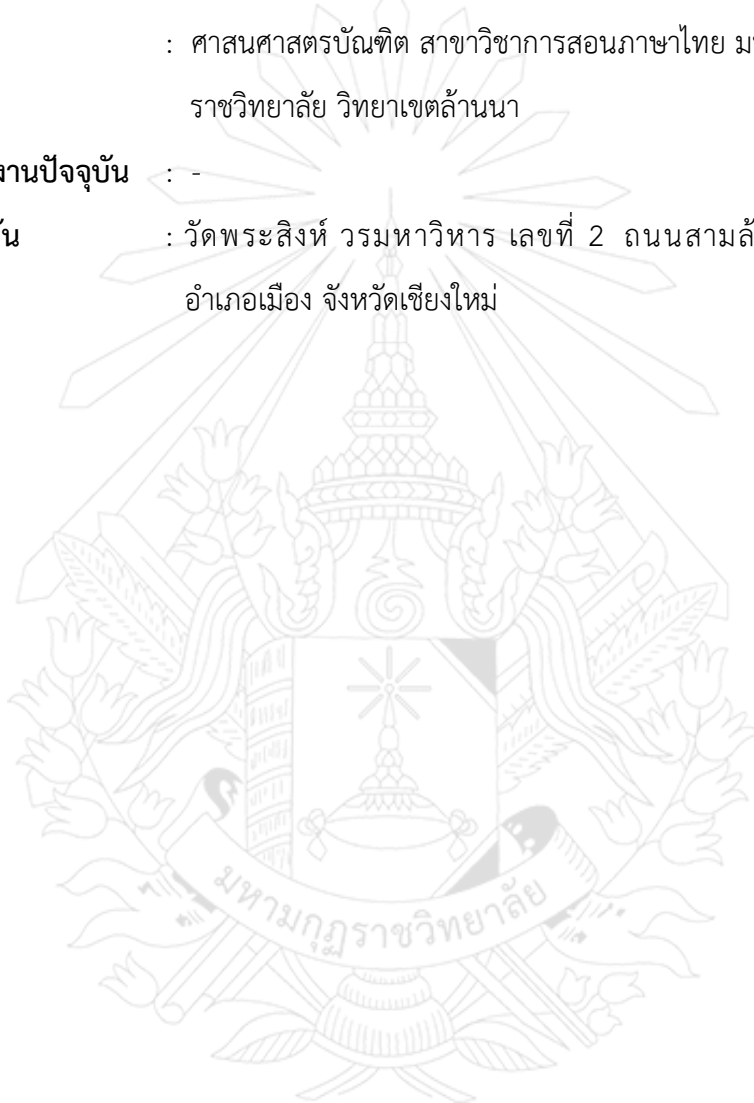 : ศาสนศาสตรบัณฑิต สาขาวิชาการสอนภาษาไทย
ราชวิทยาลัย วิทยาเขตล้านนา
งานปัจจุบัน : -
: วัดพระสิงห์ วรมหาวิหาร เลขที่ 2 ถนนสามล้
อำเภอเมือง จังหวัดเชียงใหม่
มหามกุฏราชวิทยาลัย